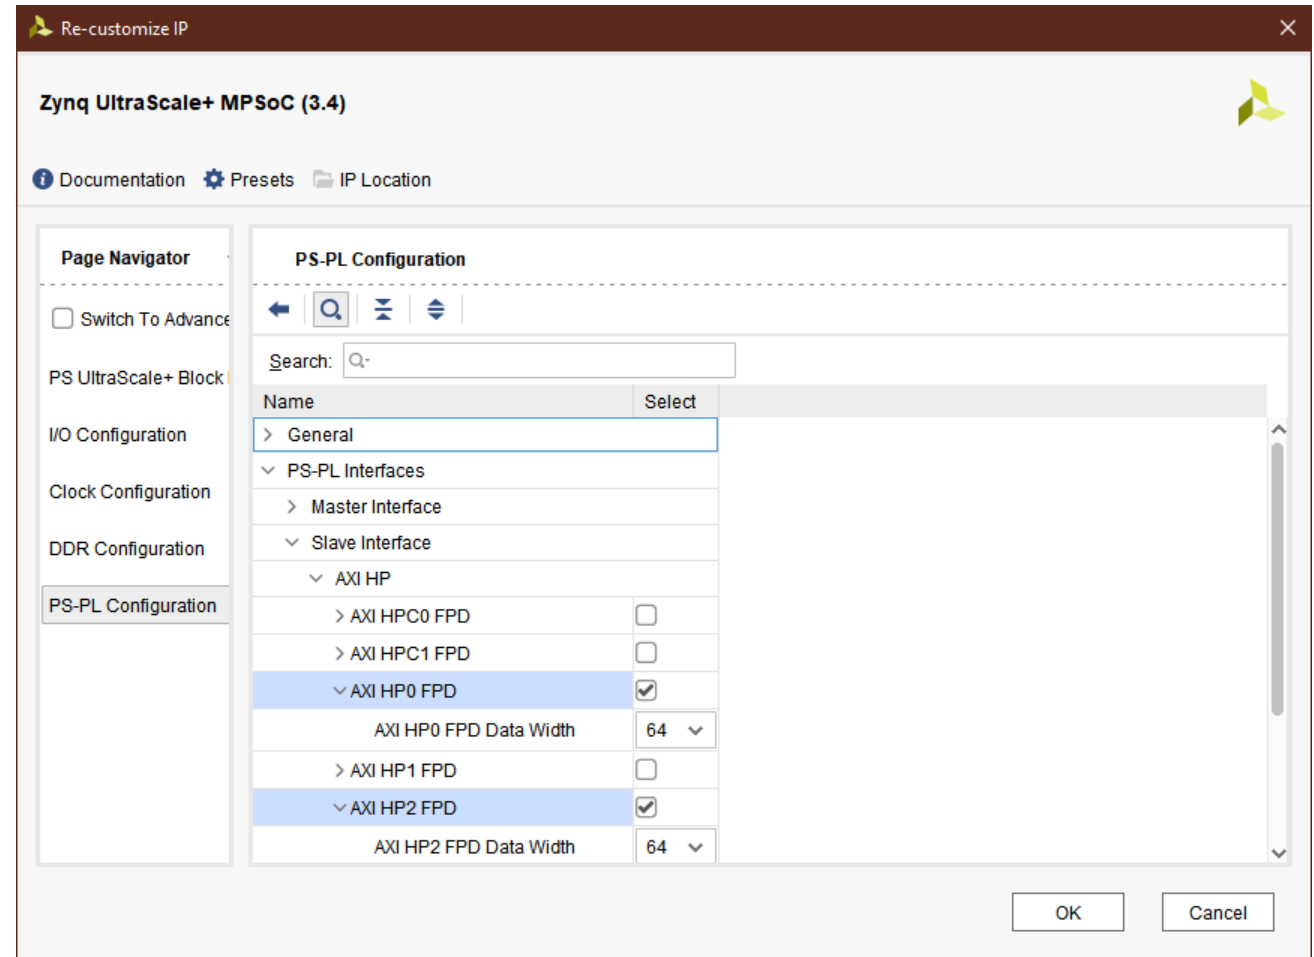 Re-customize IP
Zynq UltraScale+ MPSoC (3.4)
Documentation Presets IP Location
Page Navigator
Switch To Advance
PS UltraScale+ Block
I/O Configuration
Clock Configuration
DDR Configuration
PS-PL Configuration
PS-PL Configuration
Search:
Name Select
General
PS-PL Interfaces
Master Interface
Slave Interface
AXI HP
AXI HPC0 FPD
AXI HPC1 FPD
AXI HP0 FPD
AXI HP0 FPD Data Width 64
AXI HP1 FPD
AXI HP2 FPD
AXI HP2 FPD Data Width 64
OK Cancel